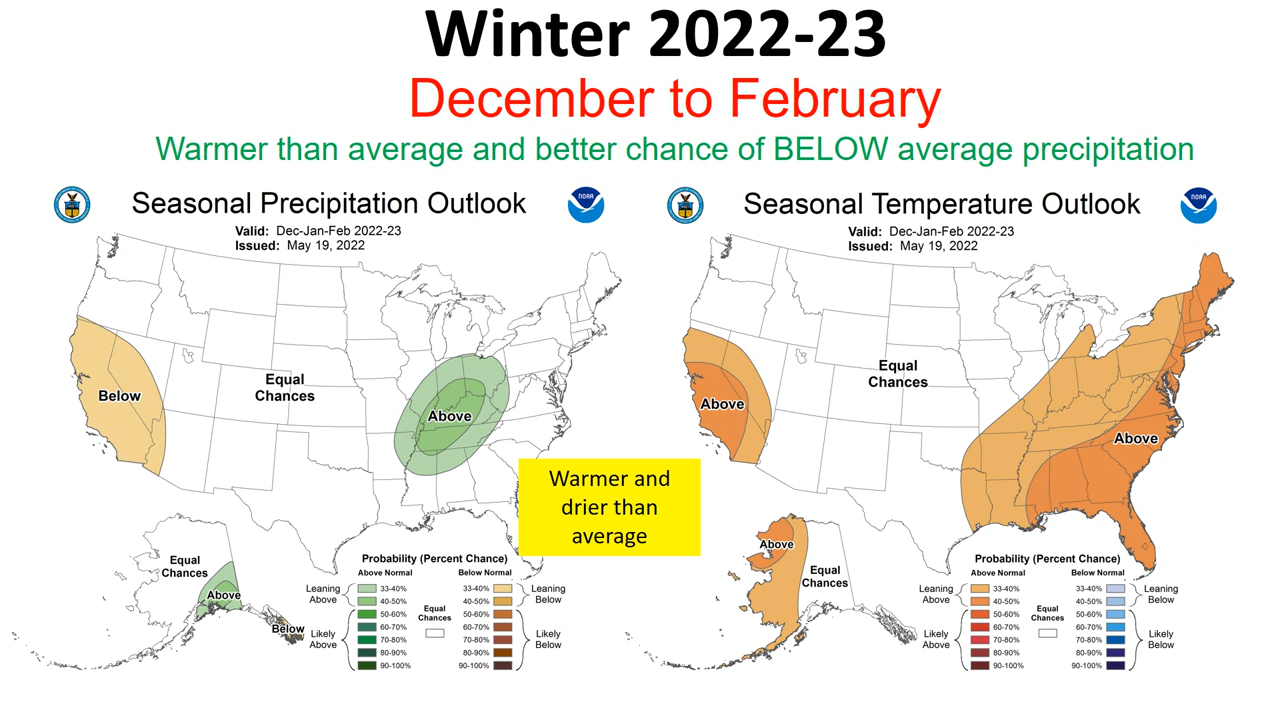 Winter 2022-23
December to February
Warmer than average and better chance of BELOW average precipitation
Seasonal Precipitation Outlook
NOAA
Valid: Dec-Jan-Feb 2022-23
Issued: May 19, 2022
Below
Equal
Chances
Above
Equal
Chances
Above
Below
Probability (Percent Chance)
Above Normal
Below Normal
Leaning
Above
33-40%
40-50%
Likely
Above
50-60%
60-70%
70-80%
80-90%
90-100%
Equal
Chances
33-40%
40-50%
Leaning
Below
50-60%
60-70%
70-80%
80-90%
90-100%
Likely
Below
Warmer and
drier than
average
Seasonal Temperature Outlook
NOAA
Valid: Dec-Jan-Feb 2022-23
Issued: May 19, 2022
Above
Equal
Chances
Above
Above
Equal
Chances
Probability (Percent Chance)
Above Normal
Below Normal
Leaning
Above
33-40%
40-50%
Likely
Above
50-60%
60-70%
70-80%
80-90%
90-100%
Equal
Chances
33-40%
40-50%
Leaning
Below
50-60%
60-70%
70-80%
80-90%
90-100%
Likely
Below